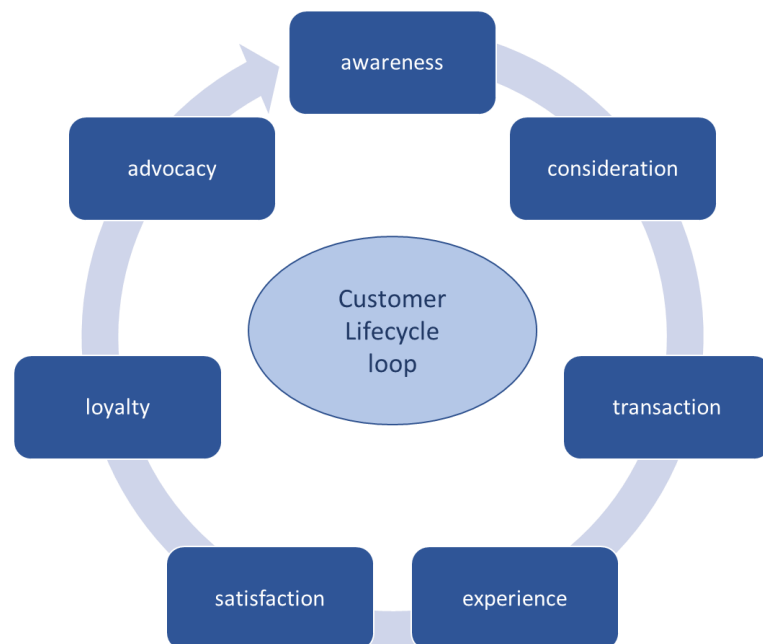 awareness
consideration
transaction
experience
satisfaction
loyalty
advocacy
Customer
Lifecycle
loop